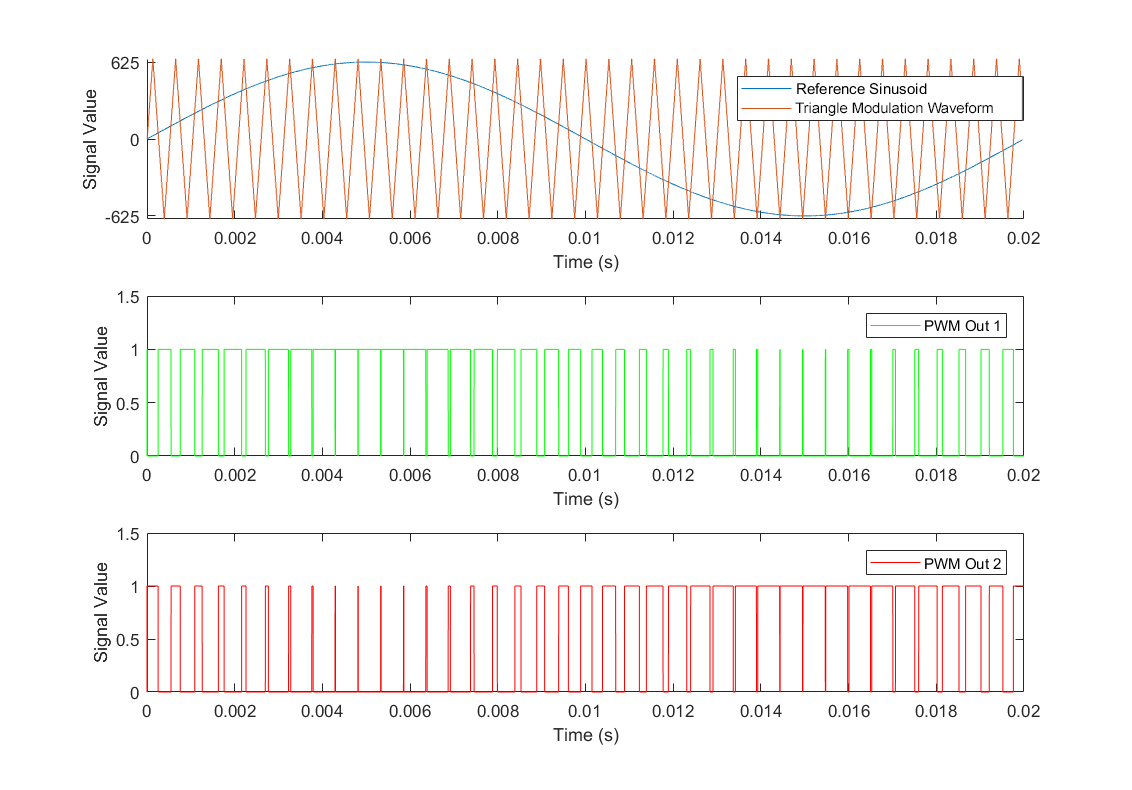 625
0
-625
Signal Value
Reference Sinusoid
Triangle Modulation Waveform
0 0.002 0.004 0.006 0.008 0.01 0.012 0.014 0.016 0.018 0.02
Time (s)
1.5
1
0.5
0
Signal Value
PWM Out 1
0 0.002 0.004 0.006 0.008 0.01 0.012 0.014 0.016 0.018 0.02
Time (s)
1.5
1
0.5
0
Signal Value
PWM Out 2
0 0.002 0.004 0.006 0.008 0.01 0.012 0.014 0.016 0.018 0.02
Time (s)